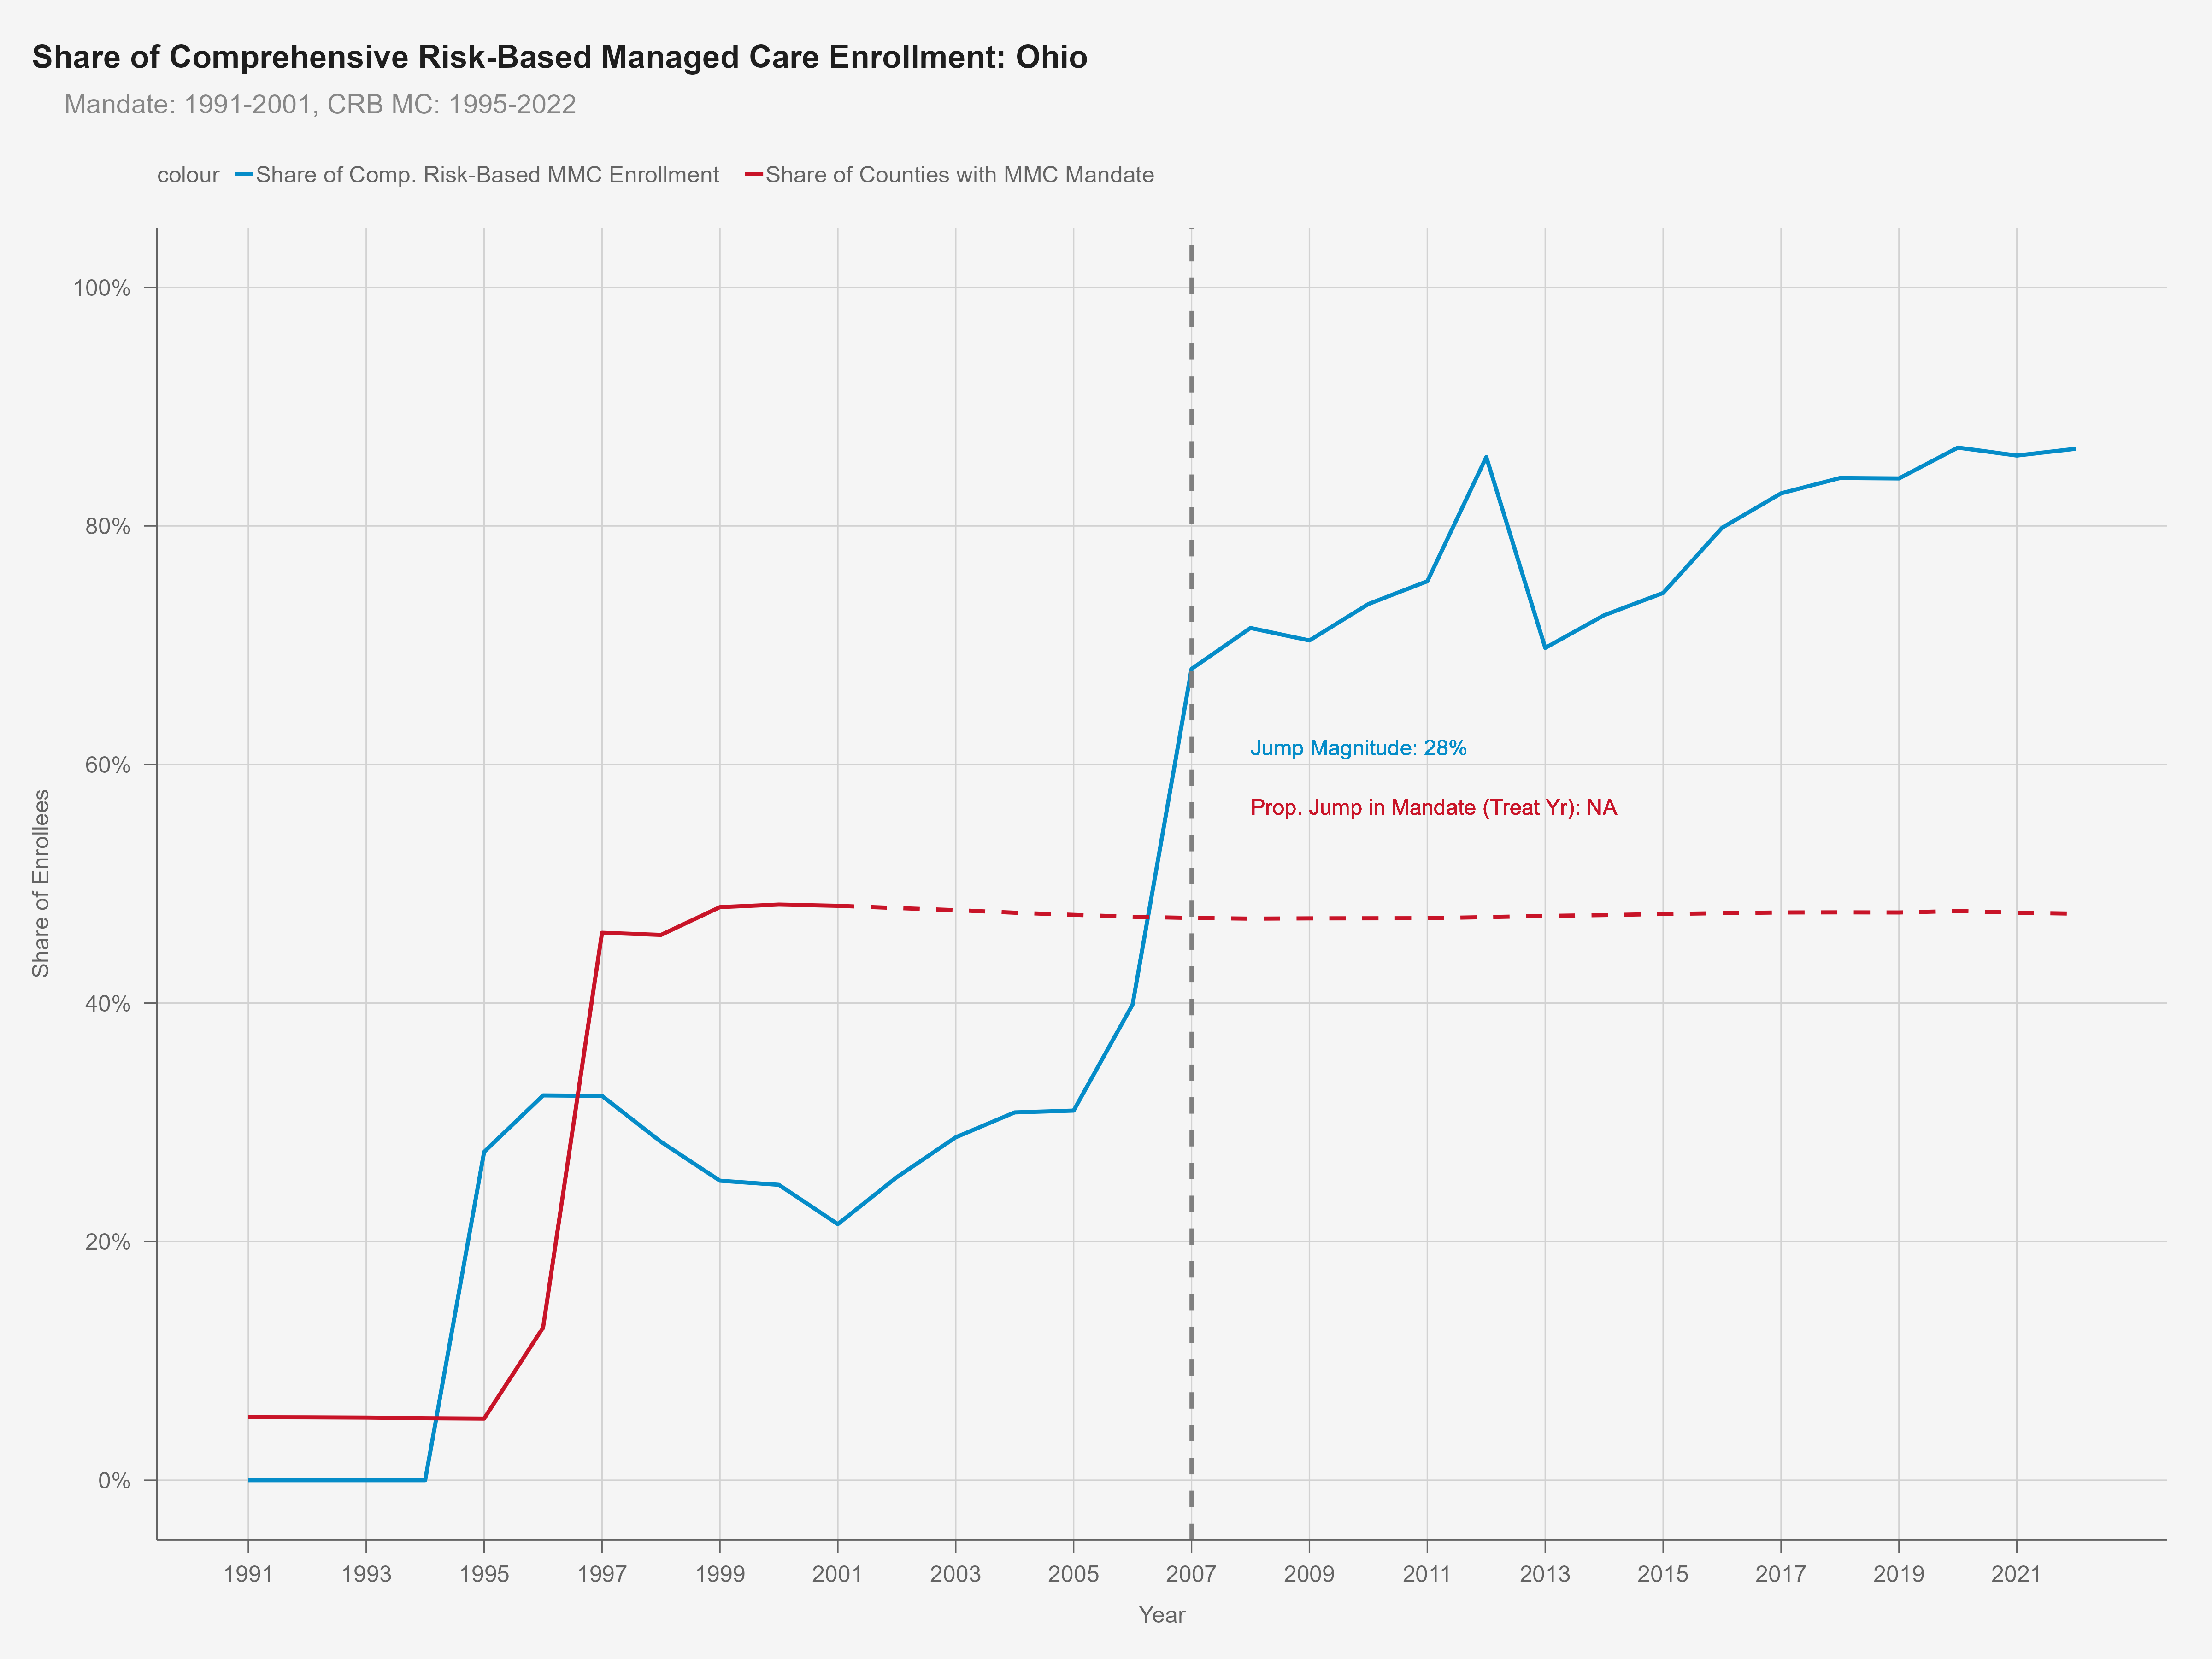 Share of Comprehensive Risk-Based Managed Care Enrollment: Ohio
Mandate: 1991-2001, CRB MC: 1995-2022
colour Share of Comp. Risk-Based MMC Enrollment Share of Counties with MMC Mandate
100%
80%
60%
40%
20%
0%
Share of Enrollees
Jump Magnitude: 28%
Prop. Jump in Mandate (Treat Yr): NA
1991 1993 1995 1997 1999 2001 2003 2005 2007 2009 2011 2013 2015 2017 2019 2021
Year